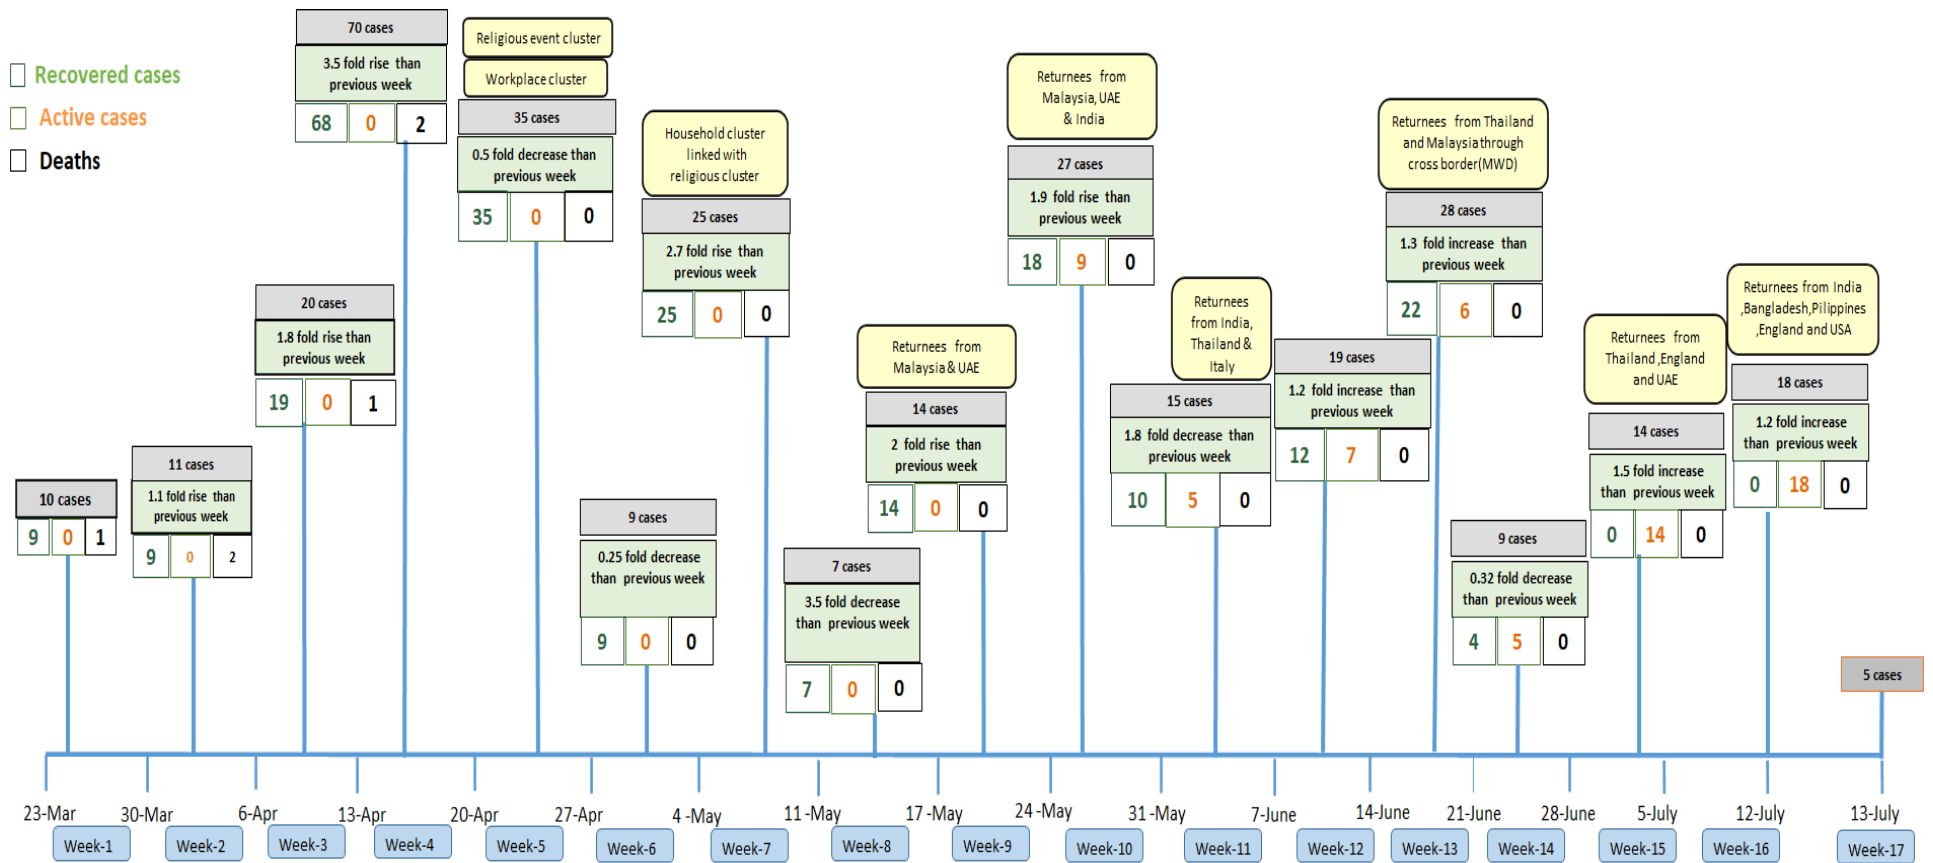 Recovered cases
Active cases
Deaths
10 cases
9 0 1
11 cases
1.1 fold rise than
previous week
9 0 2
20 cases
1.8 fold rise than
previous week
19 0 1
70 cases
3.5 fold rise than
previous week
68 0 2
Religious event cluster
Workplace cluster
35 cases
0.5 fold decrease than
previous week
35 0 0
9 cases
0.25 fold decrease
than previous week
9 0 0
Household cluster
linked with
religious cluster
25 cases
2.7 fold rise than
previous week
25 0 0
7 cases
3.5 fold decrease
than previous week
7 0 0
Returnees from
Malaysia & UAE
14 cases
2 fold rise than
previous week
14 0 0
Returnees from
Malaysia, UAE
& India
27 cases
1.9 fold rise than
previous week
18 9 0
Returnees
from India,
Thailand &
Italy
15 cases
1.8 fold decrease than
previous week
10 5 0
19 cases
1.2 fold increase than
previous week
12 7 0
Returnees from Thailand
and Malaysia through
cross border(MWD)
28 cases
1.3 fold increase than
previous week
22 6 0
9 cases
0.32 fold decrease
than previous week
4 5 0
Returnees from
Thailand ,England
and UAE
14 cases
1.5 fold increase
than previous week
0 14 0
Returnees from India
,Bangladesh,Pilippines
,England and USA
18 cases
1.2 fold increase
than previous week
0 18 0
5 cases
23-Mar 30-Mar 6-Apr 13-Apr 20-Apr 27-Apr 4 -May 11-May 17-May 24 -May 31 -May 7-June 14-June 21-June 28-June 5-July 12-July 13-July
Week-1 Week-2 Week-3 Week-4 Week-5 Week-6 Week-7 Week-8 Week-9 Week-10 Week-11 Week-12 Week-13 Week-14 Week-15 Week-16 Week-17